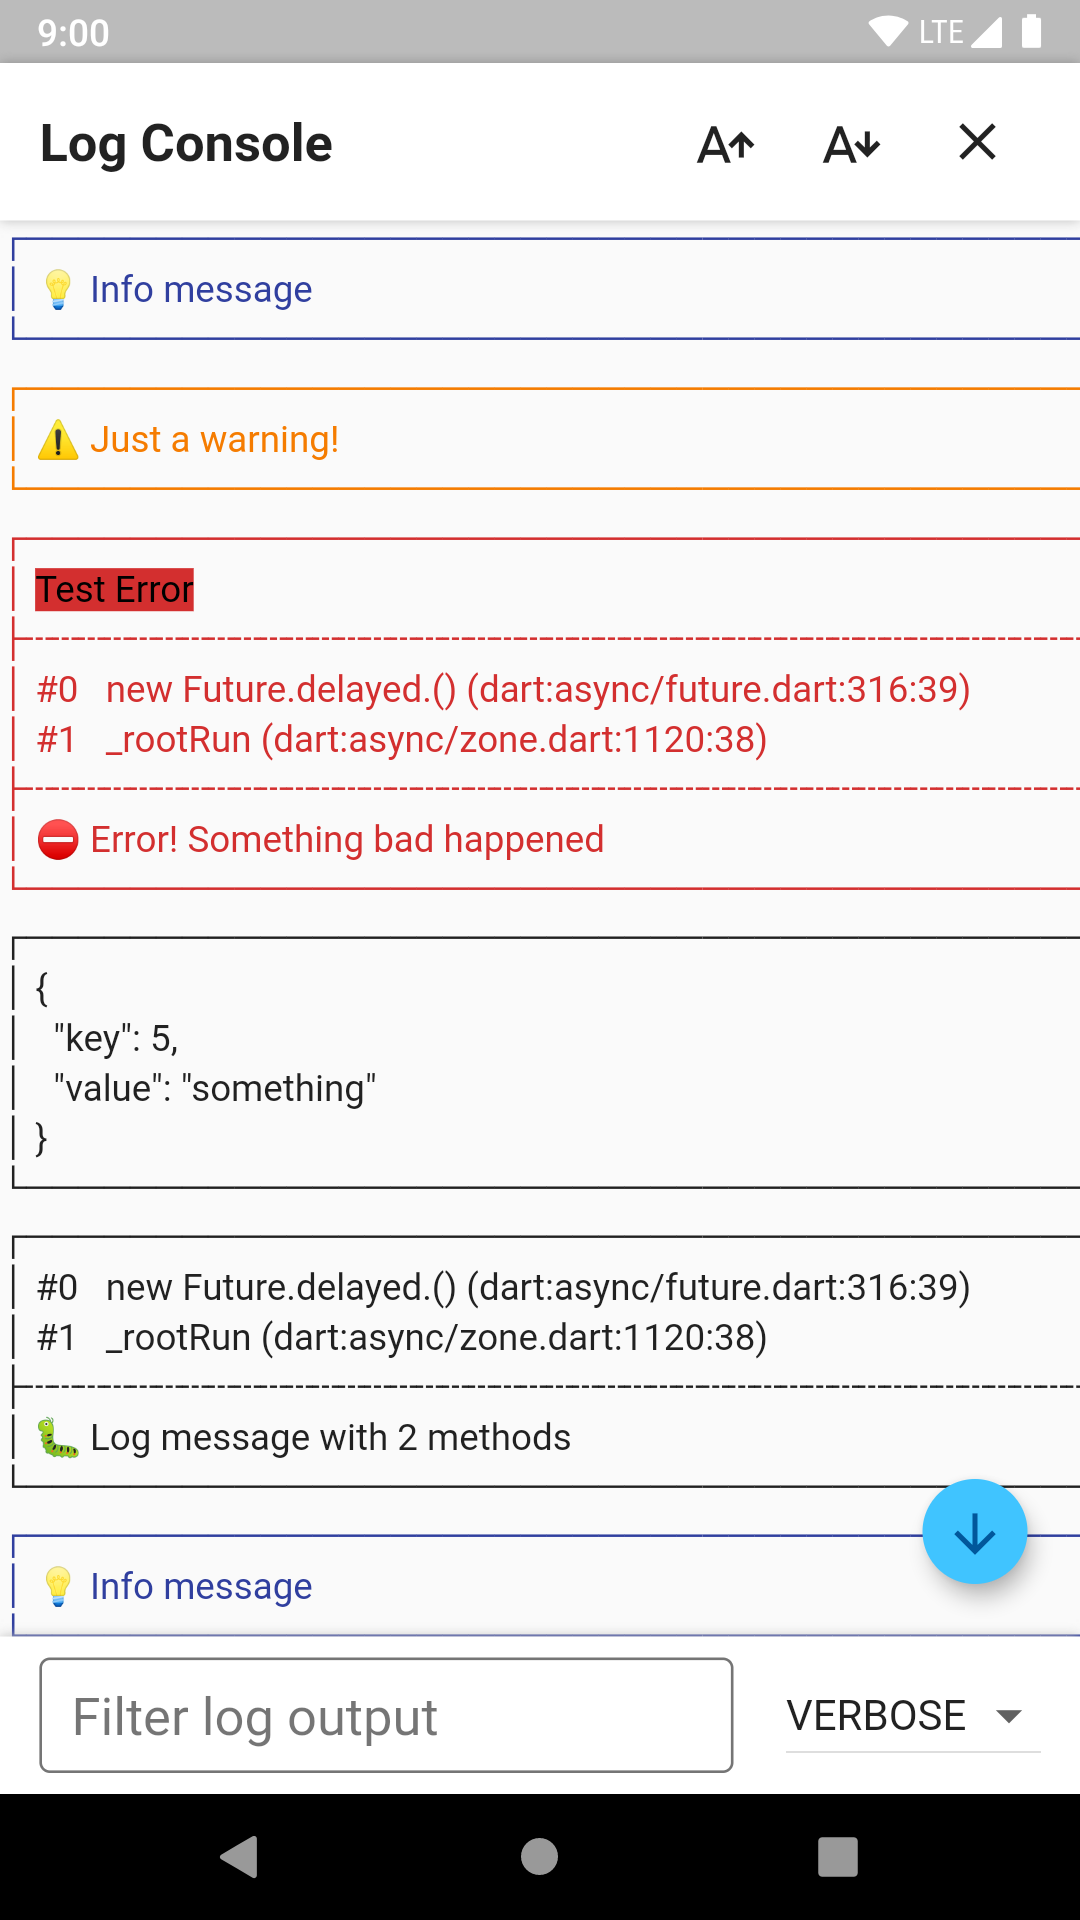 9:00 LTE
Log Console A A
💡 Info message
⚠️ Just a warning!
Test Error
#0 new Future.delayed.() (dart:async/future.dart:316:39)
#1 _rootRun (dart:async/zone.dart:1120:38)
⛔ Error! Something bad happened
{
"key": 5,
"value": "something"
}
#0 new Future.delayed.() (dart:async/future.dart:316:39)
#1 _rootRun (dart:async/zone.dart:1120:38)
🐛 Log message with 2 methods
💡 Info message
Filter log output VERBOSE